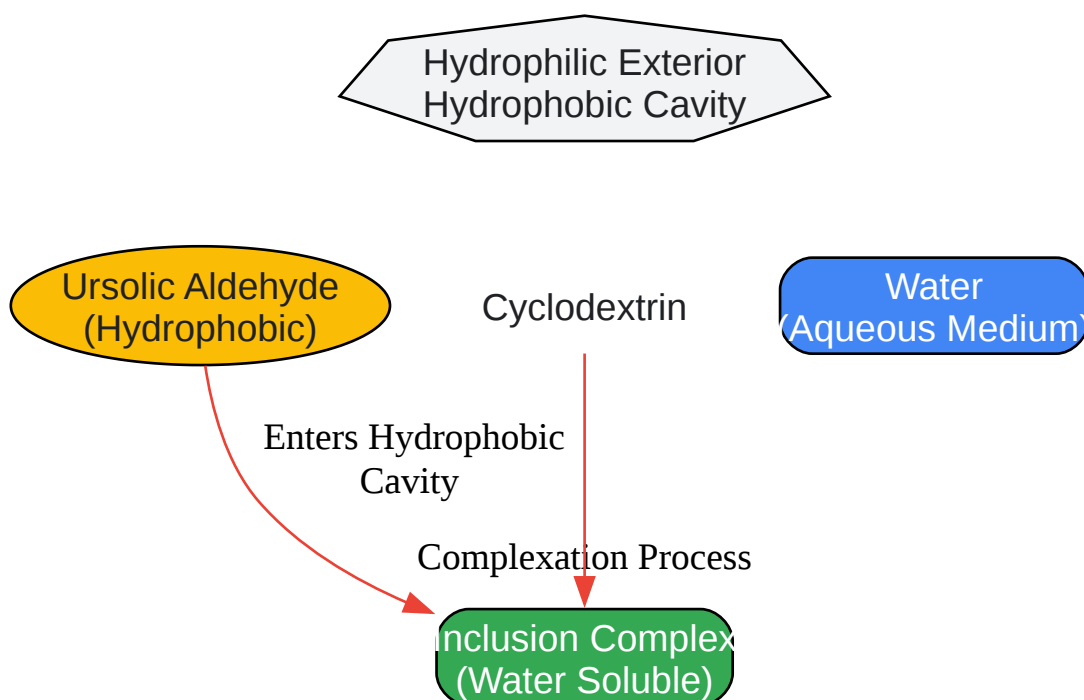 Hydrophilic Exterior
Hydrophobic Cavity
Ursolic Aldehyde
(Hydrophobic)
Cyclodextrin
Water
(Aqueous Medium)
Enters Hydrophobic
Cavity
Complexation Process
Inclusion Complex
(Water Soluble)